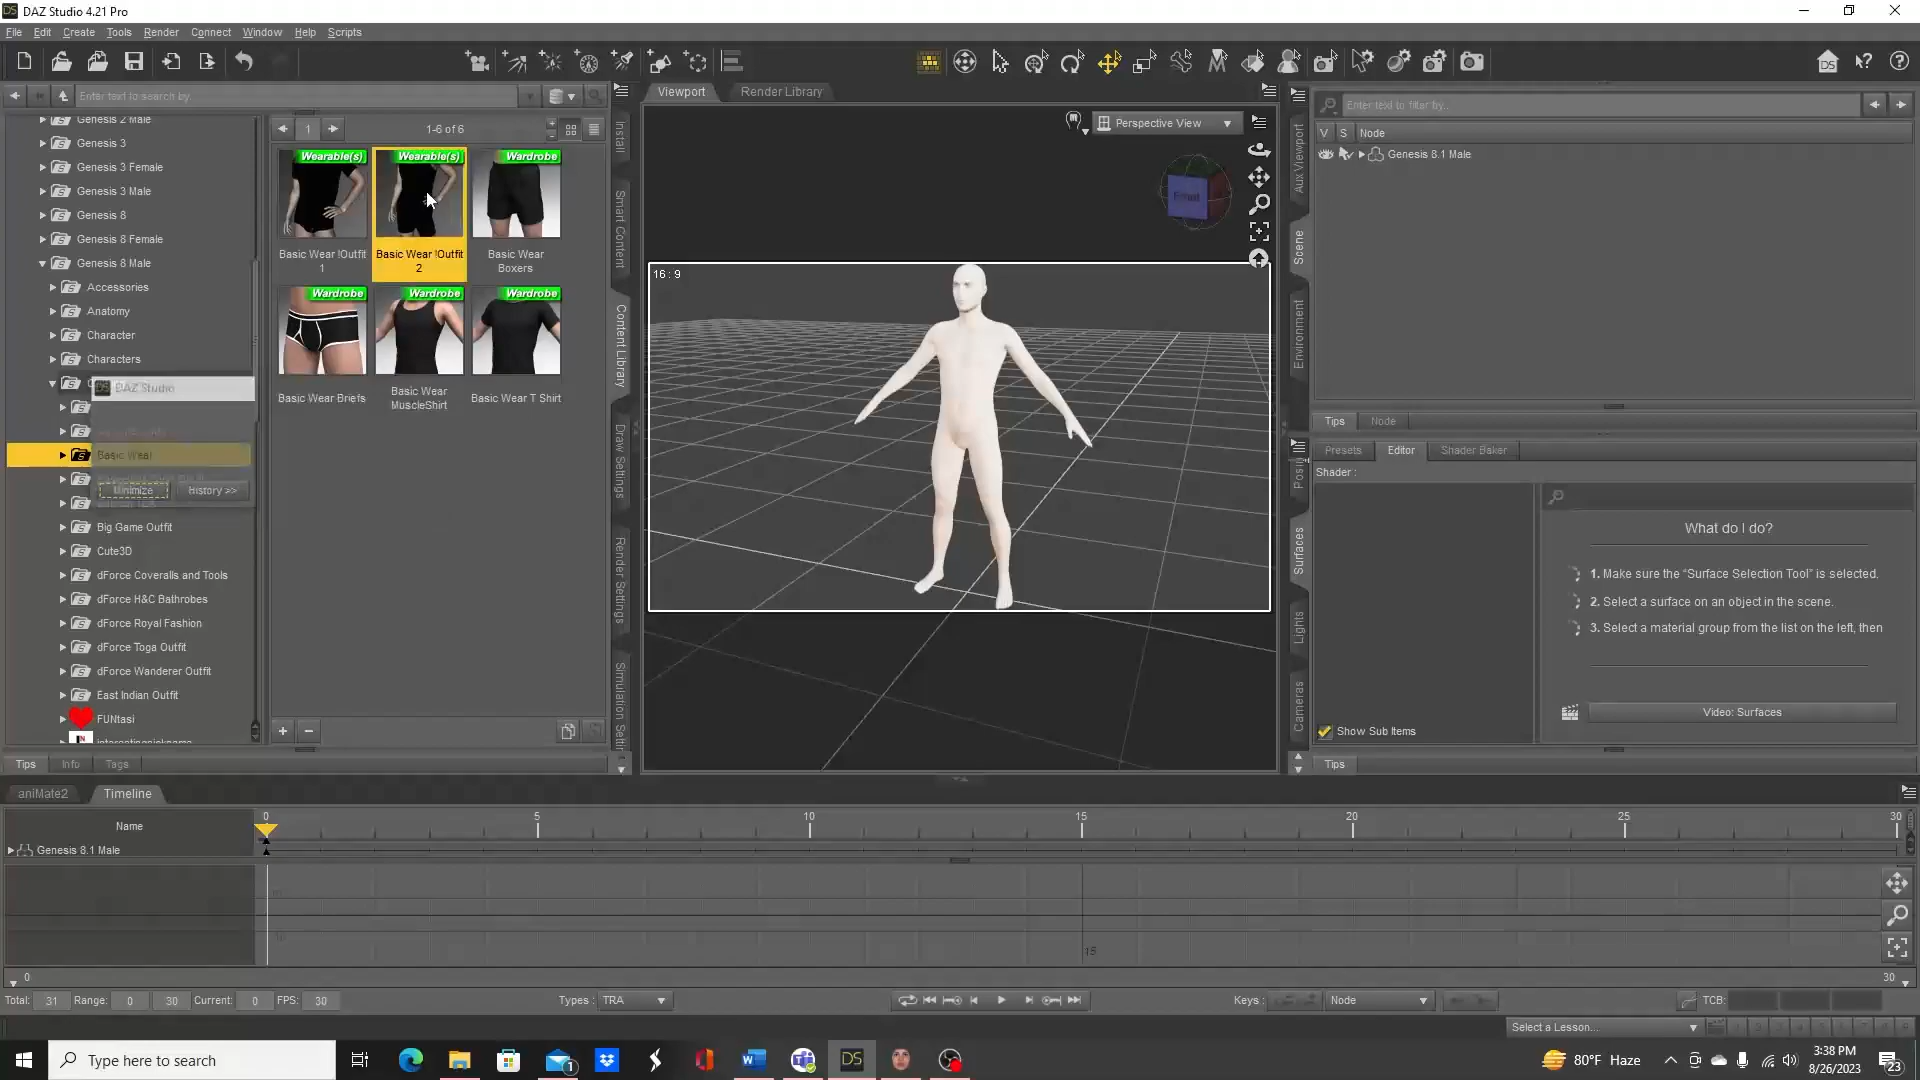 DAZ Studio 4.21 Pro
File Edit Create Tools Render Connect Window Help Scripts
Enter text to search by
Genesis 2 Male
Genesis 3
Genesis 3 Female
Genesis 3 Male
Genesis 8
Genesis 8 Female
Genesis 8 Male
Accessories
Anatomy
Character
Characters
DAZ Studio
Basic Wear
Minimize
History >>
Big Game Outfit
Cute3D
dForce Coveralls and Tools
dForce H&C Bathrobes
dForce Royal Fashion
dForce Toga Outfit
dForce Wanderer Outfit
East Indian Outfit
FUNtasi
Tips Info Tags
1
1-6 of 6
Wearable(s)
Basic Wear !Outfit 1
Wearable(s)
Basic Wear !Outfit 2
Wardrobe
Basic Wear Boxers
Wardrobe
Basic Wear Briefs
Wardrobe
Basic Wear MuscleShirt
Wardrobe
Basic Wear T Shirt
Install
Smart Content
Content Library
Draw Settings
Render Settings
Simulation Setti
Viewport
Render Library
Perspective View
Front
16 : 9
Aux Viewport
Scene
Environment
Posi
Surfaces
Lights
Cameras
Enter text to filter by...
V S Node
Genesis 8.1 Male
Tips Node
Presets Editor Shader Baker
Shader :
What do I do?
1. Make sure the "Surface Selection Tool" is selected.
2. Select a surface on an object in the scene.
3. Select a material group from the list on the left, then
Video: Surfaces
Show Sub Items
Tips
aniMate2 Timeline
Name
0 5 10 15 20 25 30
Genesis 8.1 Male
15
0
30
Total: 31 Range: 0 30 Current: 0 FPS: 30
Types : TRA
Keys : Node
TCB:
Select a Lesson...
Type here to search
80°F Haze
3:38 PM
8/26/2023
23